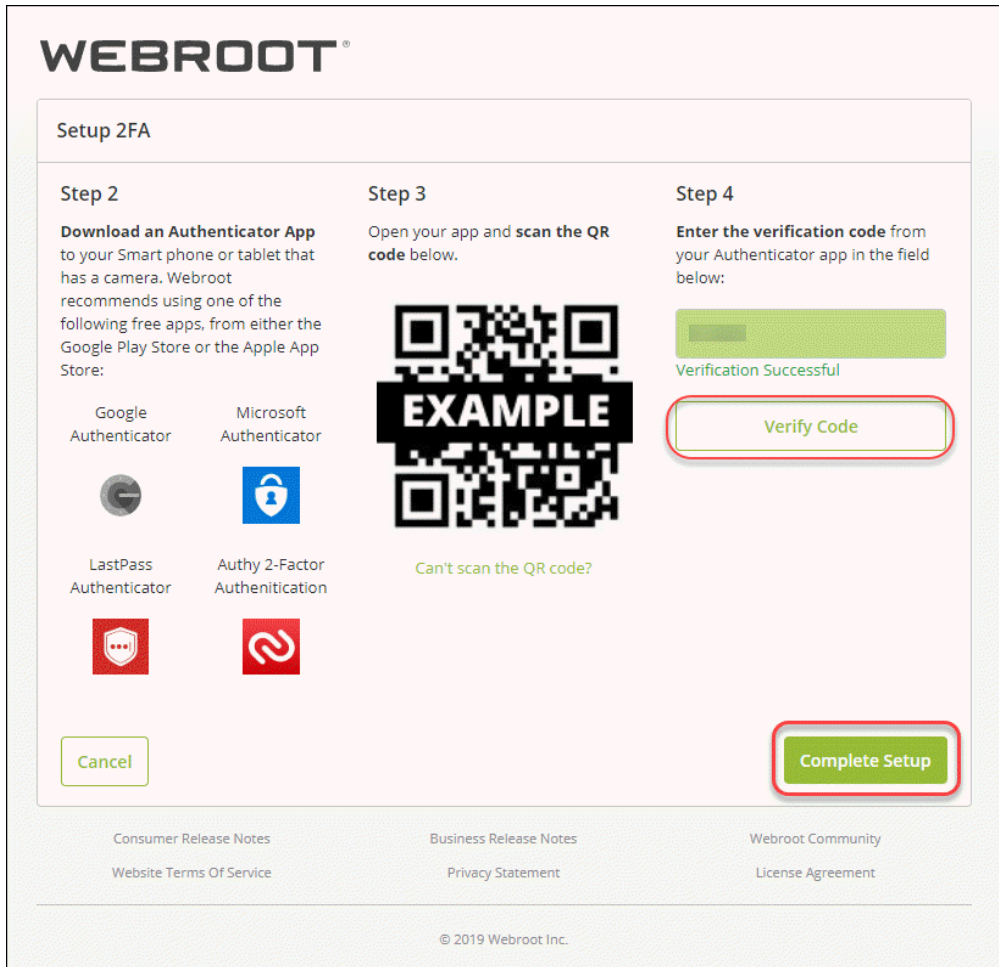 WEBROOT®
Setup 2FA
Step 2
Download an Authenticator App
to your Smart phone or tablet that
has a camera. Webroot
recommends using one of the
following free apps, from either the
Google Play Store or the Apple App
Store:
Google
Authenticator
Microsoft
Authenticator
LastPass
Authenticator
Authy 2-Factor
Authenitication
Step 3
Open your app and scan the QR
code below.
EXAMPLE
Can't scan the QR code?
Step 4
Enter the verification code from
your Authenticator app in the field
below:
Verification Successful
Verify Code
Cancel
Complete Setup
Consumer Release Notes
Business Release Notes
Webroot Community
Website Terms Of Service
Privacy Statement
License Agreement
© 2019 Webroot Inc.